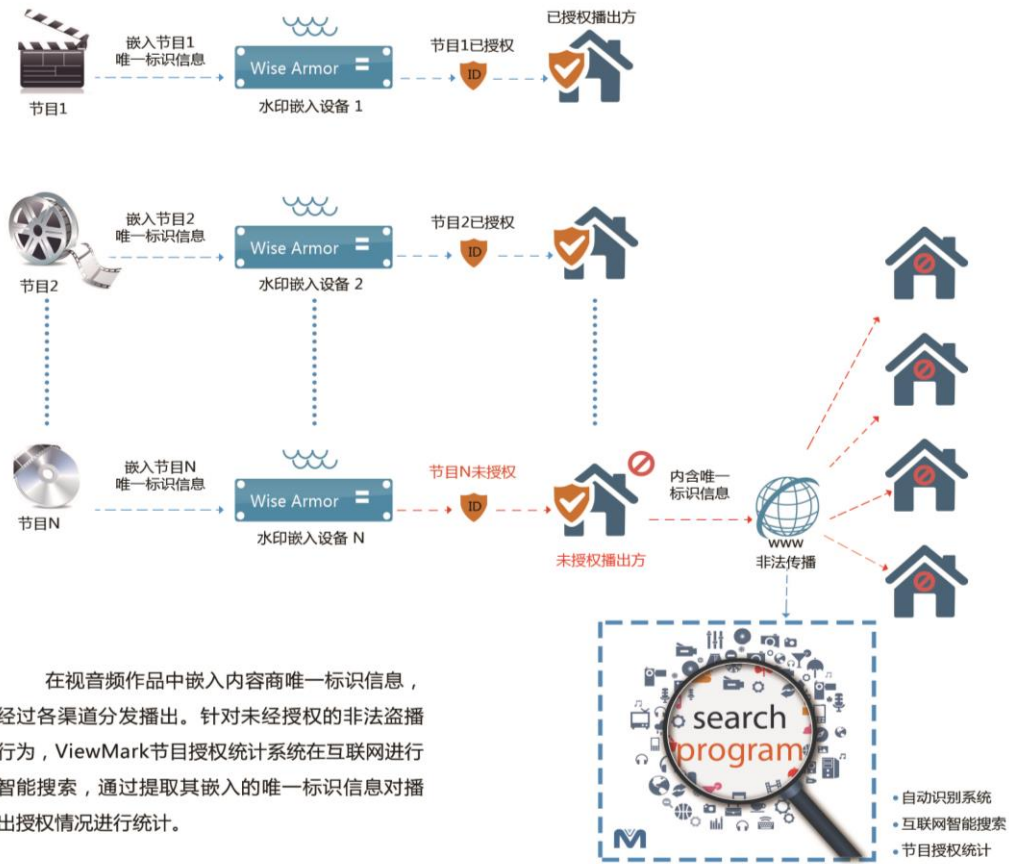 已授权播出方
嵌入节目1
唯一标识信息
Wise Armor
节目1已授权
ID
节目1
水印嵌入设备 1
嵌入节目2
唯一标识信息
Wise Armor
节目2已授权
ID
节目2
水印嵌入设备 2
嵌入节目N
唯一标识信息
Wise Armor
节目N未授权
ID
内含唯一
标识信息
节目N
水印嵌入设备 N
未授权播出方
www
非法传播
在视音频作品中嵌入内容商唯一标识信息，
经过各渠道分发播出。针对未经授权的非法盗播
行为，ViewMark节目授权统计系统在互联网进行
智能搜索，通过提取其嵌入的唯一标识信息对播
出授权情况进行统计。
search
program
•自动识别系统
•互联网智能搜索
•节目授权统计